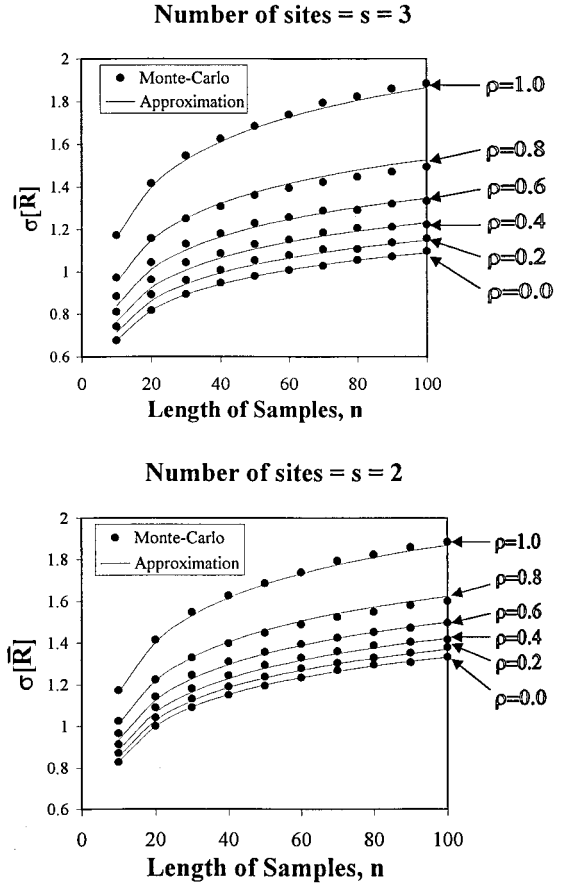 Number of sites = s = 3
2
1.8
1.6
1.4
1.2
1
0.8
0.6
σ[R̅]
Monte-Carlo
Approximation
ρ=1.0
ρ=0.8
ρ=0.6
ρ=0.4
ρ=0.2
ρ=0.0
0 20 40 60 80 100
Length of Samples, n
Number of sites = s = 2
2
1.8
1.6
1.4
1.2
1
0.8
0.6
σ[R̅]
Monte-Carlo
Approximation
ρ=1.0
ρ=0.8
ρ=0.6
ρ=0.4
ρ=0.2
ρ=0.0
0 20 40 60 80 100
Length of Samples, n